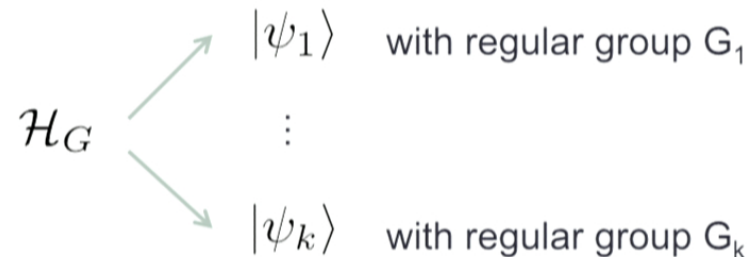 |ψ₁⟩ with regular group G₁
ℋ_G ⋮
|ψₖ⟩ with regular group Gₖ